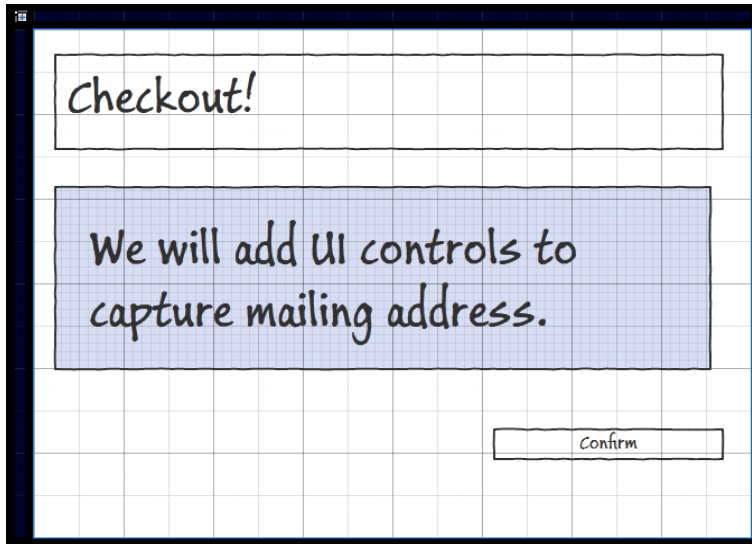 Checkout!
We will add UI controls to
capture mailing address.
Confirm